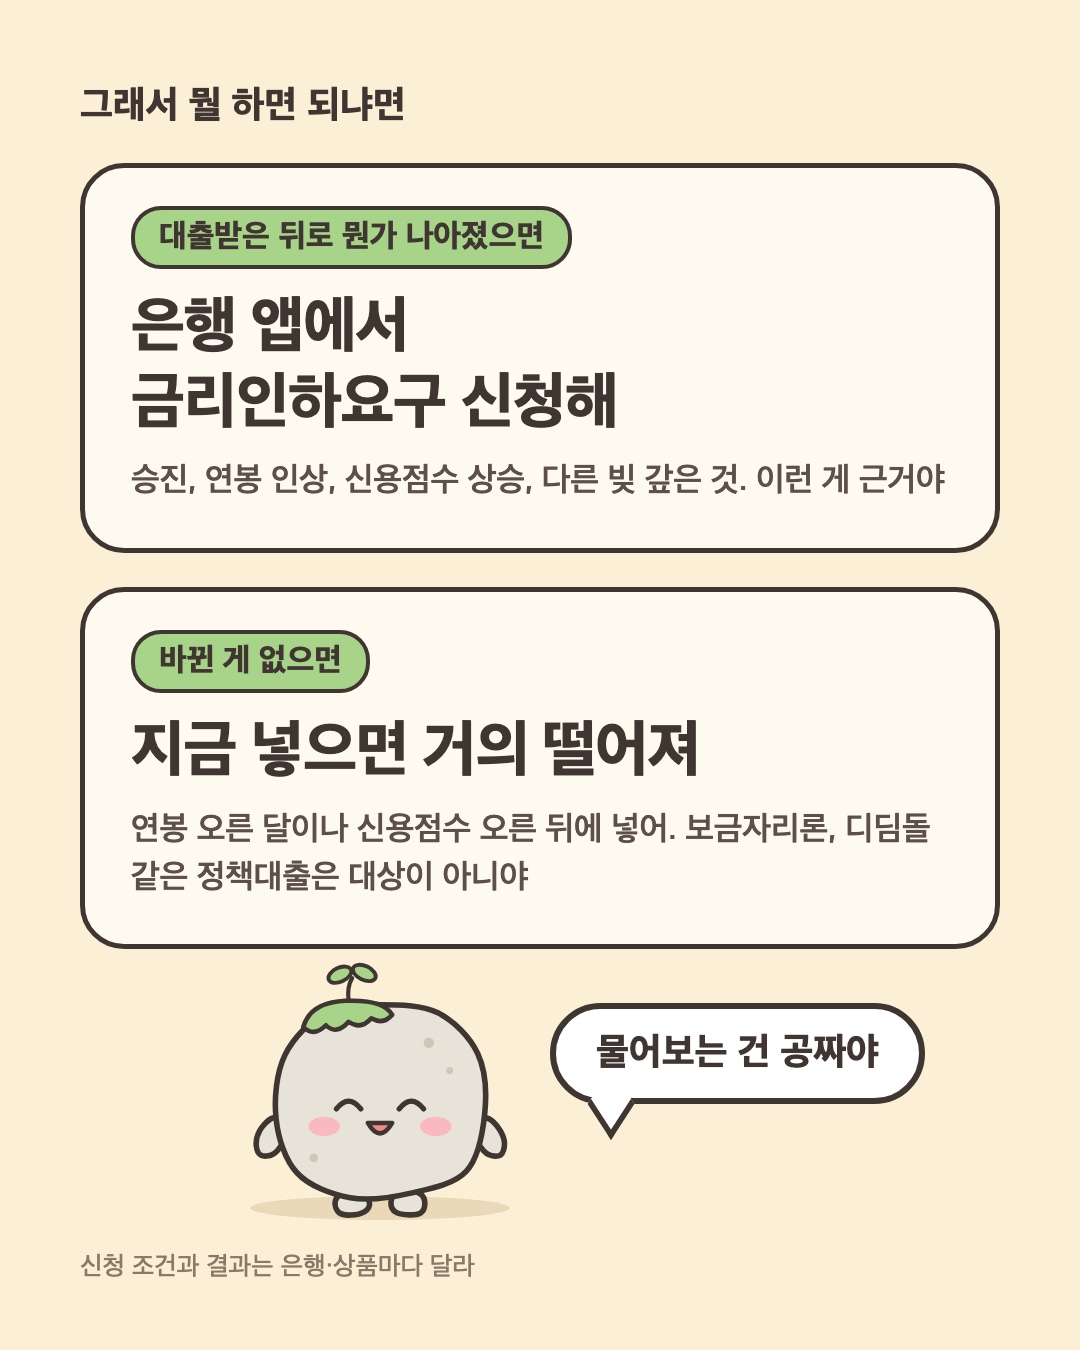 그래서 뭘 하면 되냐면
대출받은 뒤로 뭔가 나아졌으면
은행 앱에서
금리인하요구 신청해
승진, 연봉 인상, 신용점수 상승, 다른 빚 갚은 것. 이런 게 근거야
바뀐 게 없으면
지금 넣으면 거의 떨어져
연봉 오른 달이나 신용점수 오른 뒤에 넣어. 보금자리론, 디딤돌
같은 정책대출은 대상이 아니야
물어보는 건 공짜야
신청 조건과 결과는 은행·상품마다 달라